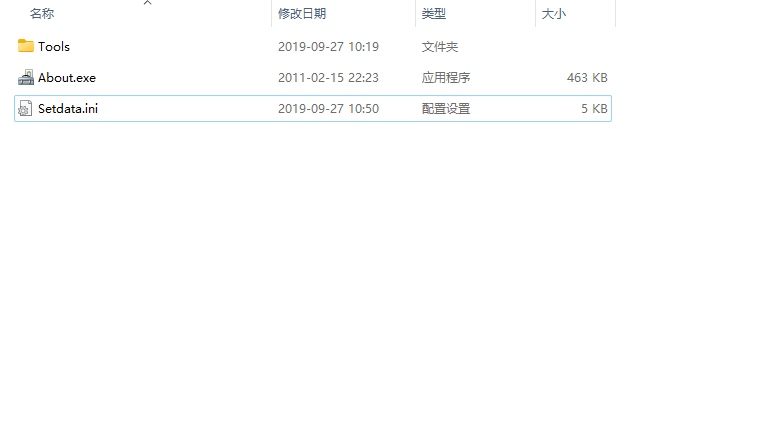 名称 修改日期 类型 大小
Tools 2019-09-27 10:19 文件夹
About.exe 2011-02-15 22:23 应用程序 463 KB
Setdata.ini 2019-09-27 10:50 配置设置 5 KB